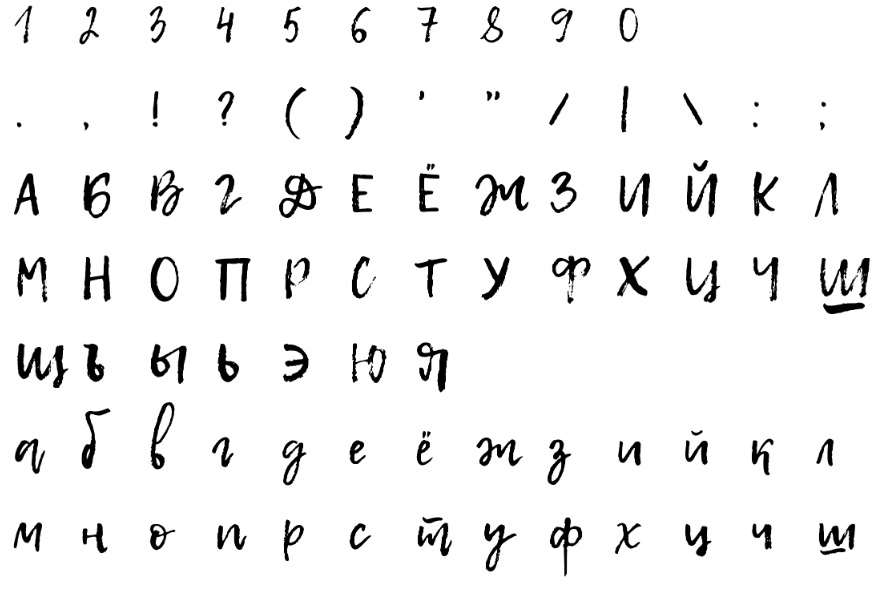 1 2 3 4 5 6 7 8 9 0
. , ! ? ( ) ' " / | \ : ;
А Б В Г Д Е Ё Ж З И Й К Л
М Н О П Р С Т У Ф Х Ц Ч Ш
Щ Ъ Ы Ь Э Ю Я
а б в г д е ё ж з и й к л
м н о п р с т у ф х ц ч ш